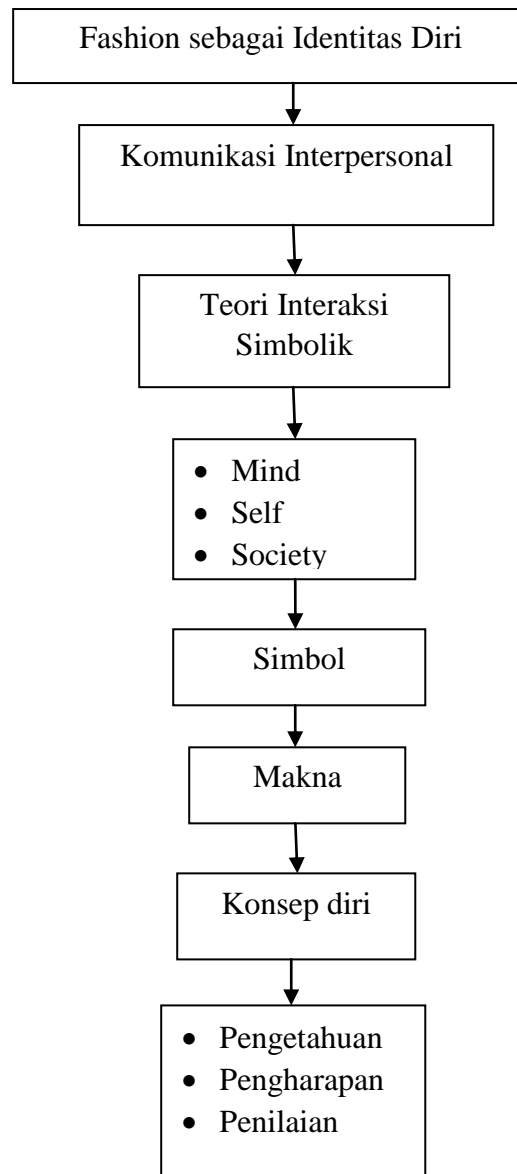 Fashion sebagai Identitas Diri
Komunikasi Interpersonal
Teori Interaksi
Simbolik
• Mind
• Self
• Society
Simbol
Makna
Konsep diri
• Pengetahuan
• Pengharapan
• Penilaian